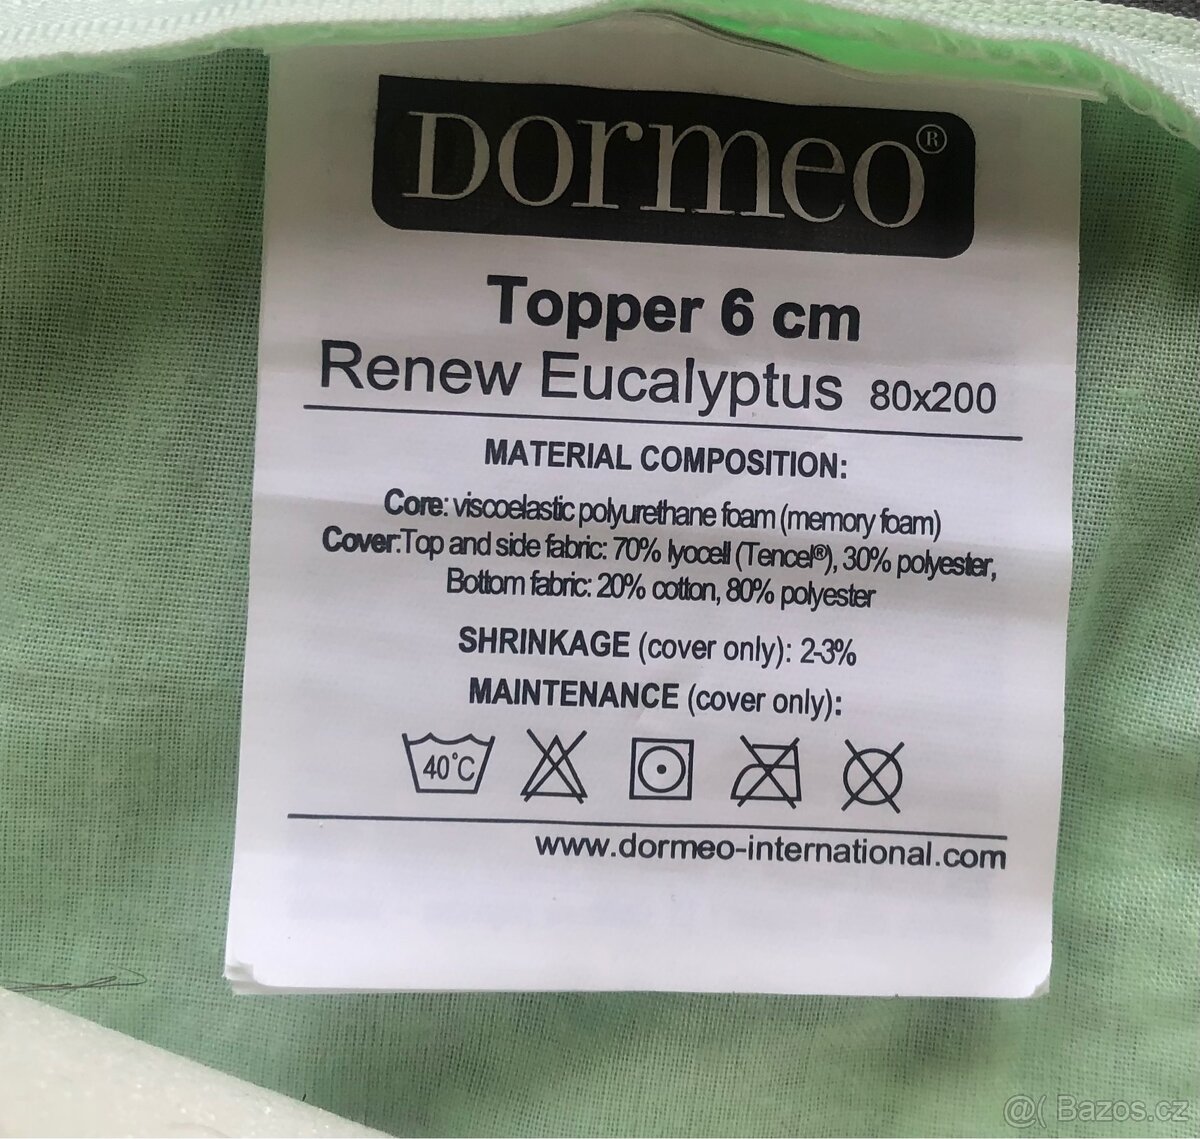 DORMEO®
Topper 6 cm
Renew Eucalyptus 80x200
MATERIAL COMPOSITION:
Core: viscoelastic polyurethane foam (memory foam)
Cover:Top and side fabric: 70% lyocell (Tencel®), 30% polyester,
Bottom fabric: 20% cotton, 80% polyester
SHRINKAGE (cover only): 2-3%
MAINTENANCE (cover only):
40°C
www.dormeo-international.com
@( Bazos.cz